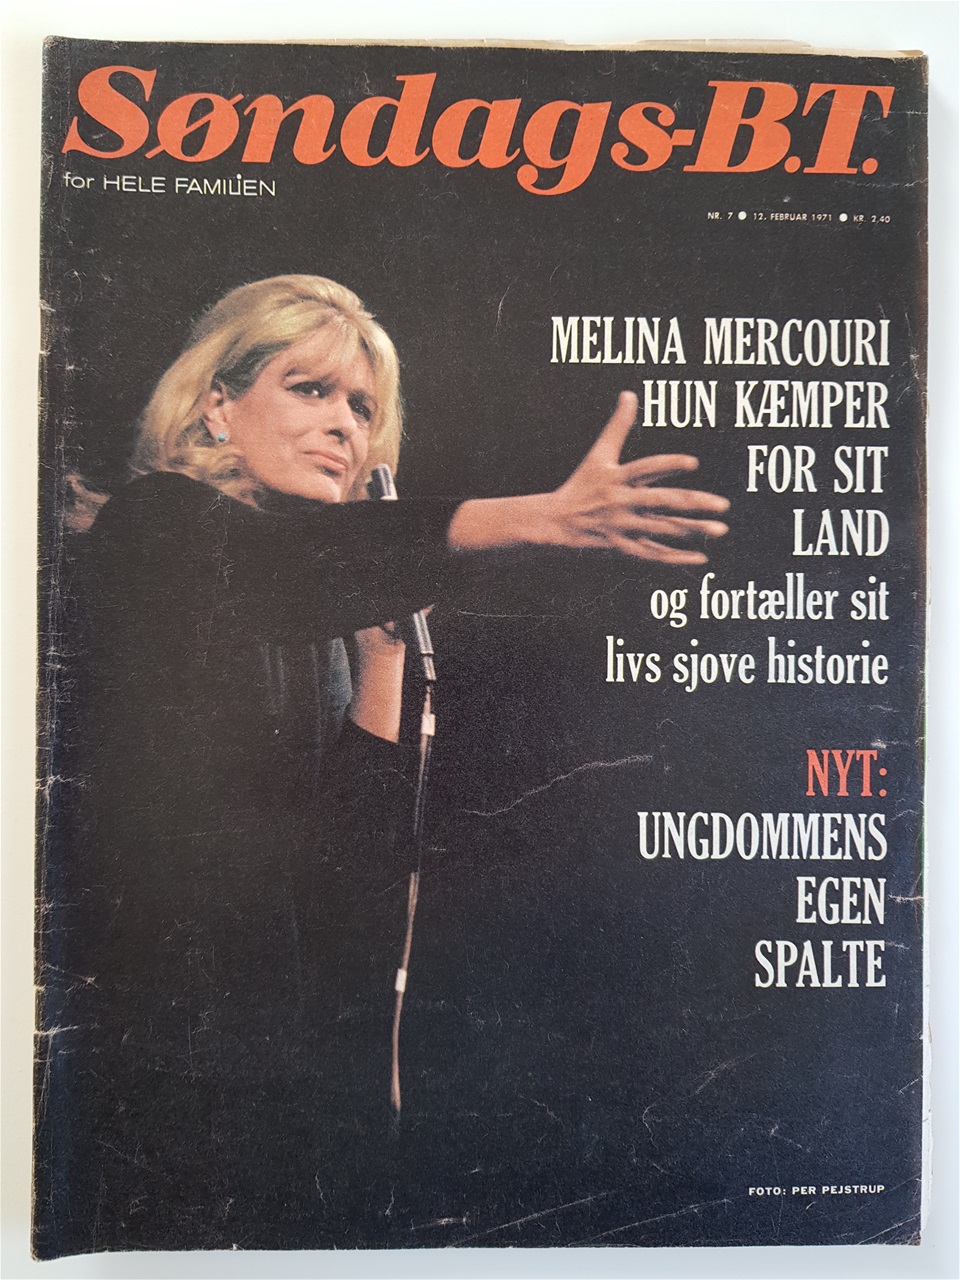 Søndags-B.T.
for HELE FAMILIEN
NR. 7 ● 12. FEBRUAR 1971 ● KR. 2,40
MELINA MERCOURI
HUN KÆMPER
FOR SIT
LAND
og fortæller sit
livs sjove historie
NYT:
UNGDOMMENS
EGEN
SPALTE
FOTO: PER PEJSTRUP